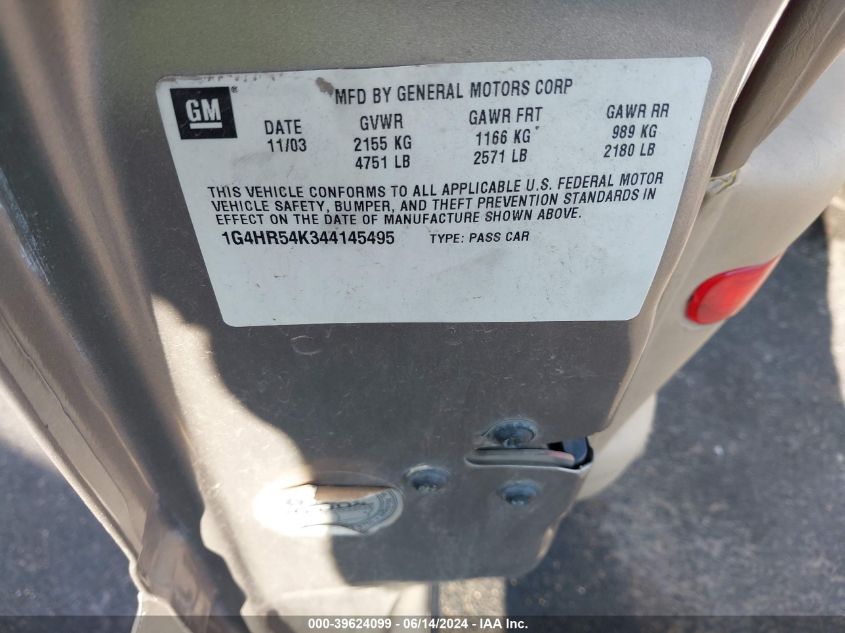 GM
MFD BY GENERAL MOTORS CORP
DATE GVWR GAWR FRT GAWR RR
11/03 2155 KG 1166 KG 989 KG
4751 LB 2571 LB 2180 LB
THIS VEHICLE CONFORMS TO ALL APPLICABLE U.S. FEDERAL MOTOR
VEHICLE SAFETY, BUMPER, AND THEFT PREVENTION STANDARDS IN
EFFECT ON THE DATE OF MANUFACTURE SHOWN ABOVE.
1G4HR54K344145495 TYPE: PASS CAR
000-39624099 - 06/14/2024 - IAA Inc.